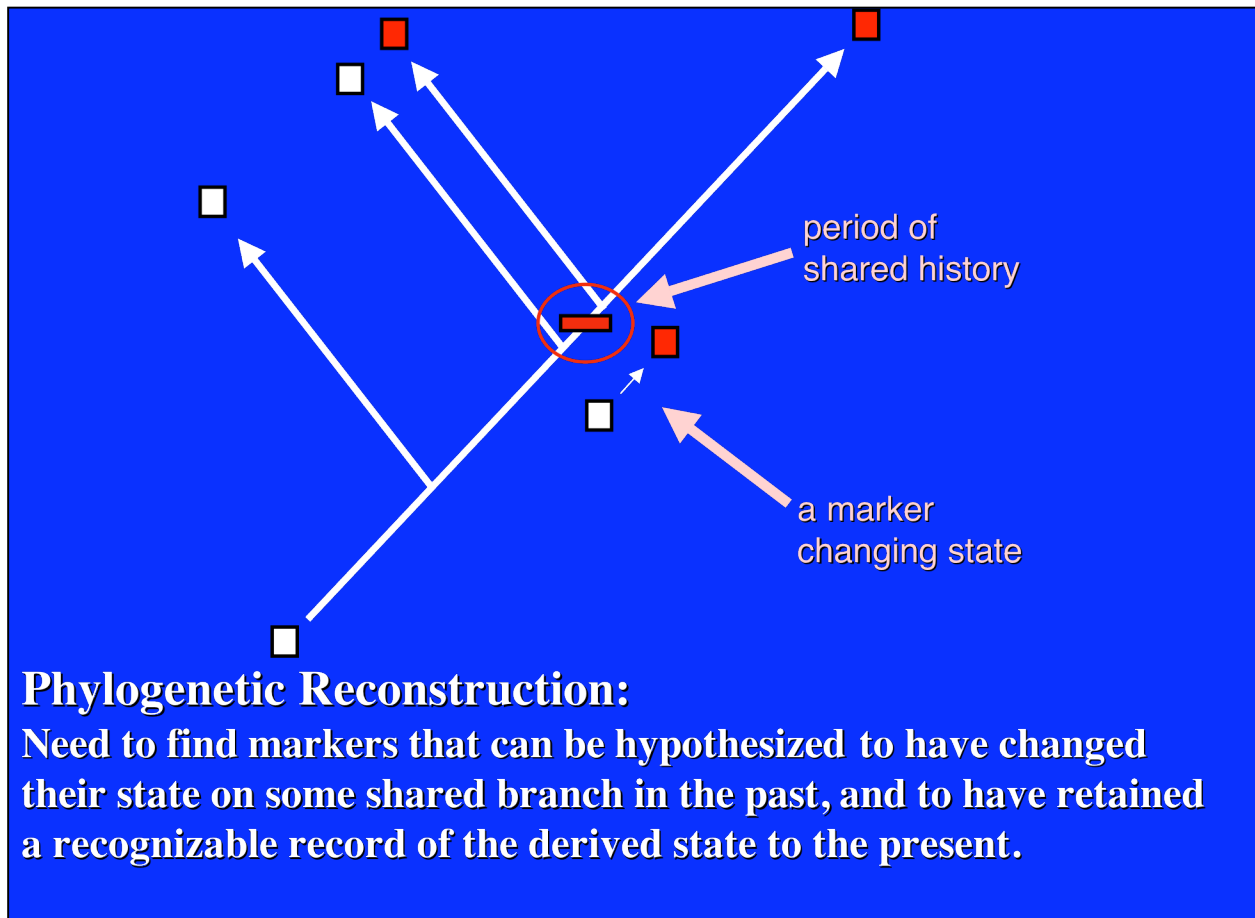 period of
shared history
a marker
changing state
Phylogenetic Reconstruction:
Need to find markers that can be hypothesized to have changed
their state on some shared branch in the past, and to have retained
a recognizable record of the derived state to the present.